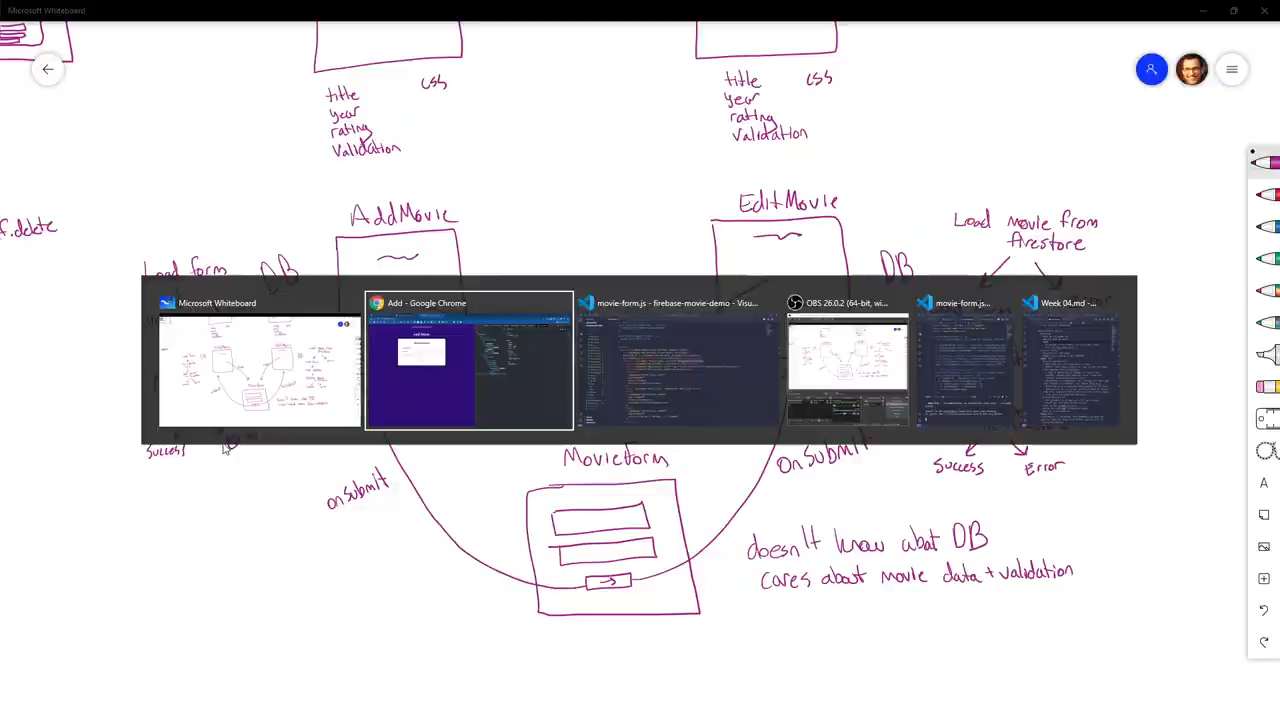 Microsoft Whiteboard
title
css
year
rating
validation
title
css
year
rating
validation
f.delete
AddMovie
EditMovie
Load movie from
firestore
Load form
DB
DB
Microsoft Whiteboard
Add - Google Chrome
movie-form.js - firebase-movie-demo - Visu...
OBS 26.0.2 (64-bit, wi...
movie-form.js...
Week 04.md -...
Success
MovieForm
onSubmit
onSubmit
Success
Error
doesn't know about DB
cares about movie data + validation
A